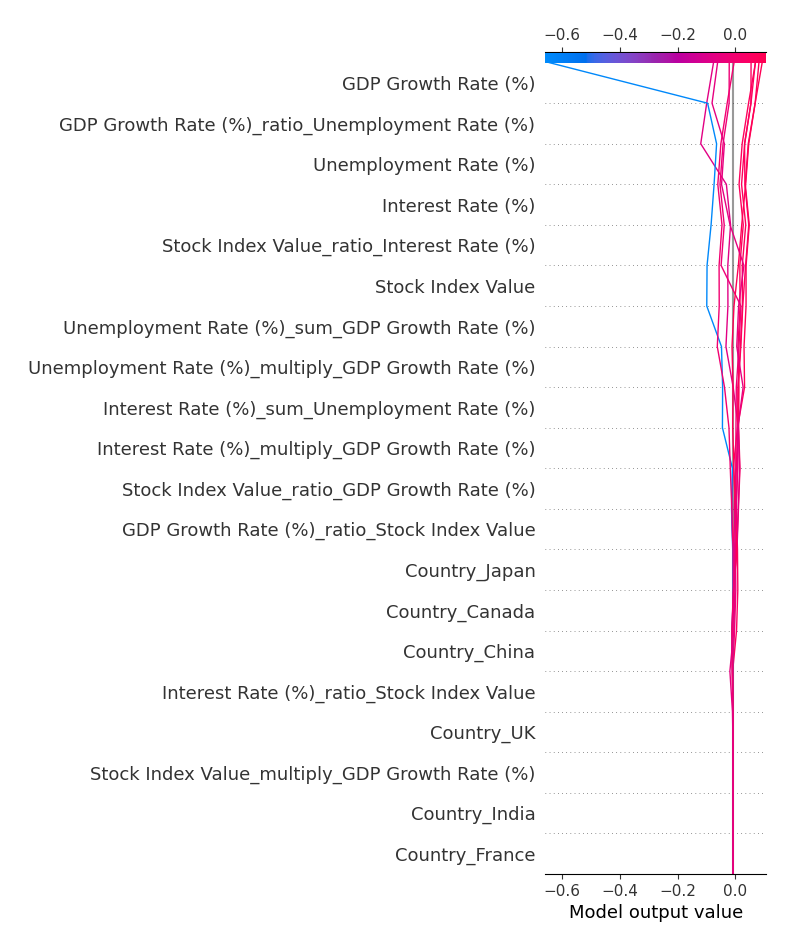 −0.6 −0.4 −0.2 0.0
GDP Growth Rate (%)
GDP Growth Rate (%)_ratio_Unemployment Rate (%)
Unemployment Rate (%)
Interest Rate (%)
Stock Index Value_ratio_Interest Rate (%)
Stock Index Value
Unemployment Rate (%)_sum_GDP Growth Rate (%)
Unemployment Rate (%)_multiply_GDP Growth Rate (%)
Interest Rate (%)_sum_Unemployment Rate (%)
Interest Rate (%)_multiply_GDP Growth Rate (%)
Stock Index Value_ratio_GDP Growth Rate (%)
GDP Growth Rate (%)_ratio_Stock Index Value
Country_Japan
Country_Canada
Country_China
Interest Rate (%)_ratio_Stock Index Value
Country_UK
Stock Index Value_multiply_GDP Growth Rate (%)
Country_India
Country_France
−0.6 −0.4 −0.2 0.0
Model output value